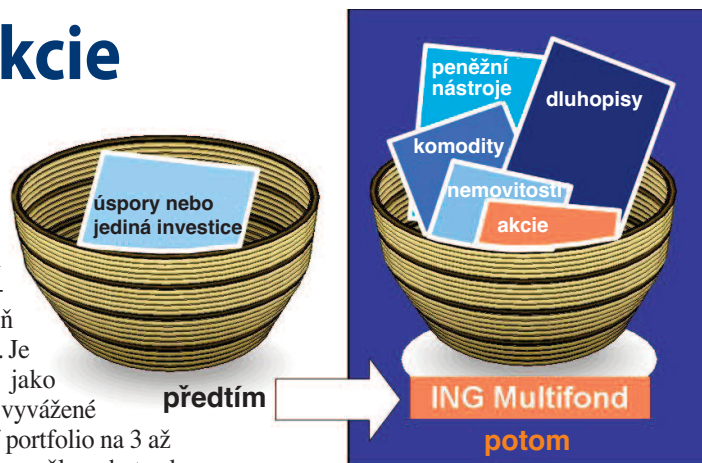 kcie
úspory nebo
jediná investice
ň
. Je
jako
vyvážené
portfolio na 3 až
předtím
peněžní
nástroje
dluhopisy
komodity
nemovitosti
akcie
ING Multifond
potom